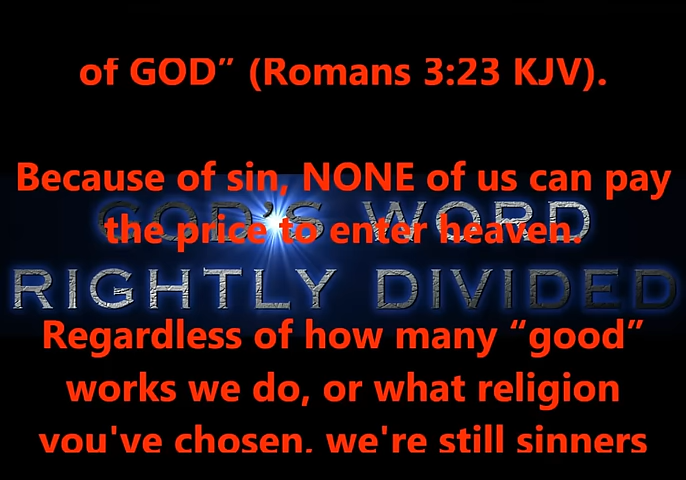 of GOD” (Romans 3:23 KJV).
Because of sin, NONE of us can pay
GOD'S WORD
the price to enter heaven.
RIGHTLY DIVIDED
Regardless of how many “good”
works we do, or what religion
you've chosen, we're still sinners